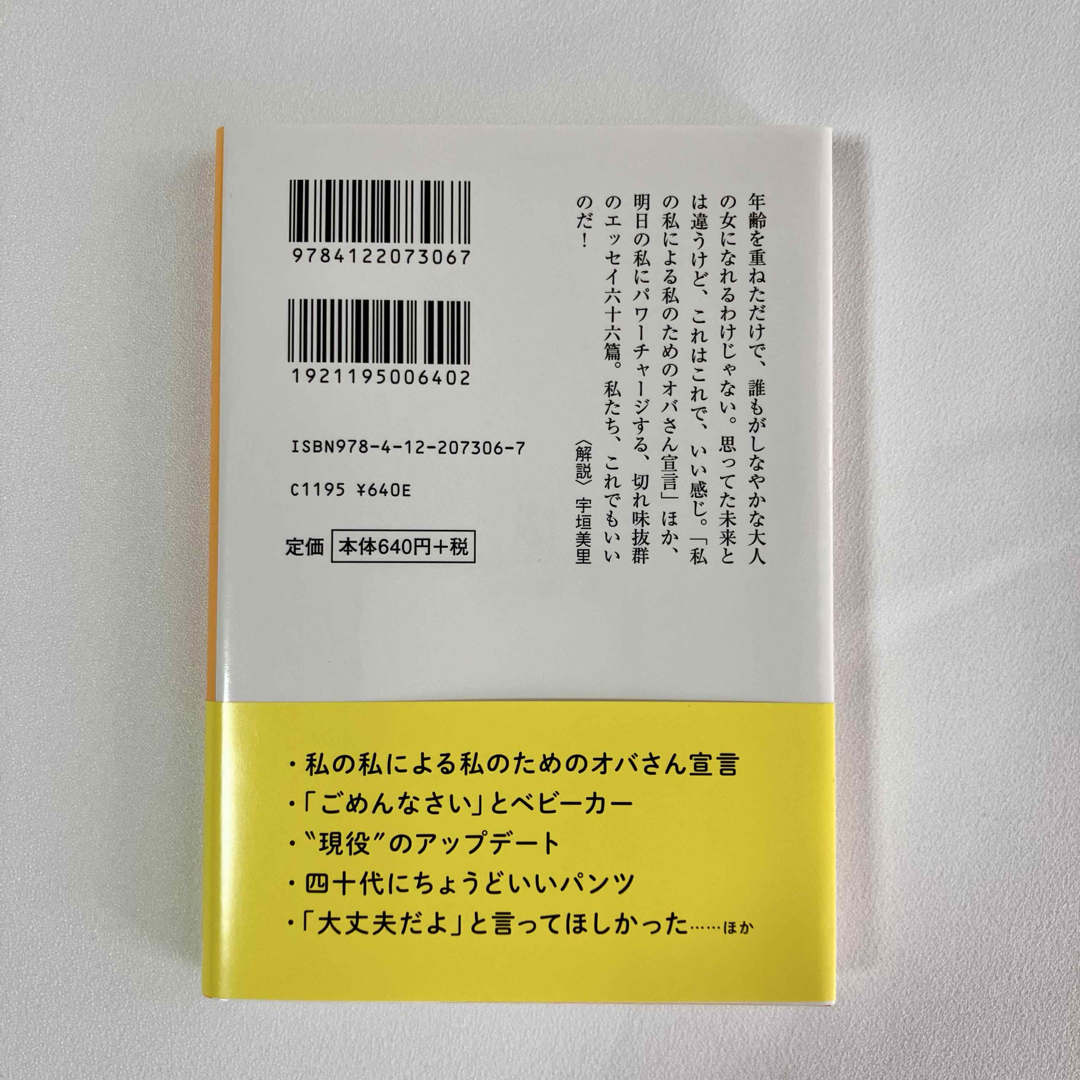 年齢を重ねただけで、誰もがしなやかな大人
の女になれるわけじゃない。思ってた未来と
は違うけど、これはこれで、いい感じ。「私
の私による私のためのオバさん宣言」ほか、
明日の私にパワーチャージする、切れ味抜群
のエッセイ六十六篇。私たち、これでもいい
のだ！
〈解説〉宇垣美里
9784122073067
1921195006402
ISBN978-4-12-207306-7
C1195 ¥640E
定価 本体640円+税
・私の私による私のためのオバさん宣言
・「ごめんなさい」とベビーカー
・〝現役〟のアップデート
・四十代にちょうどいいパンツ
・「大丈夫だよ」と言ってほしかった……ほか